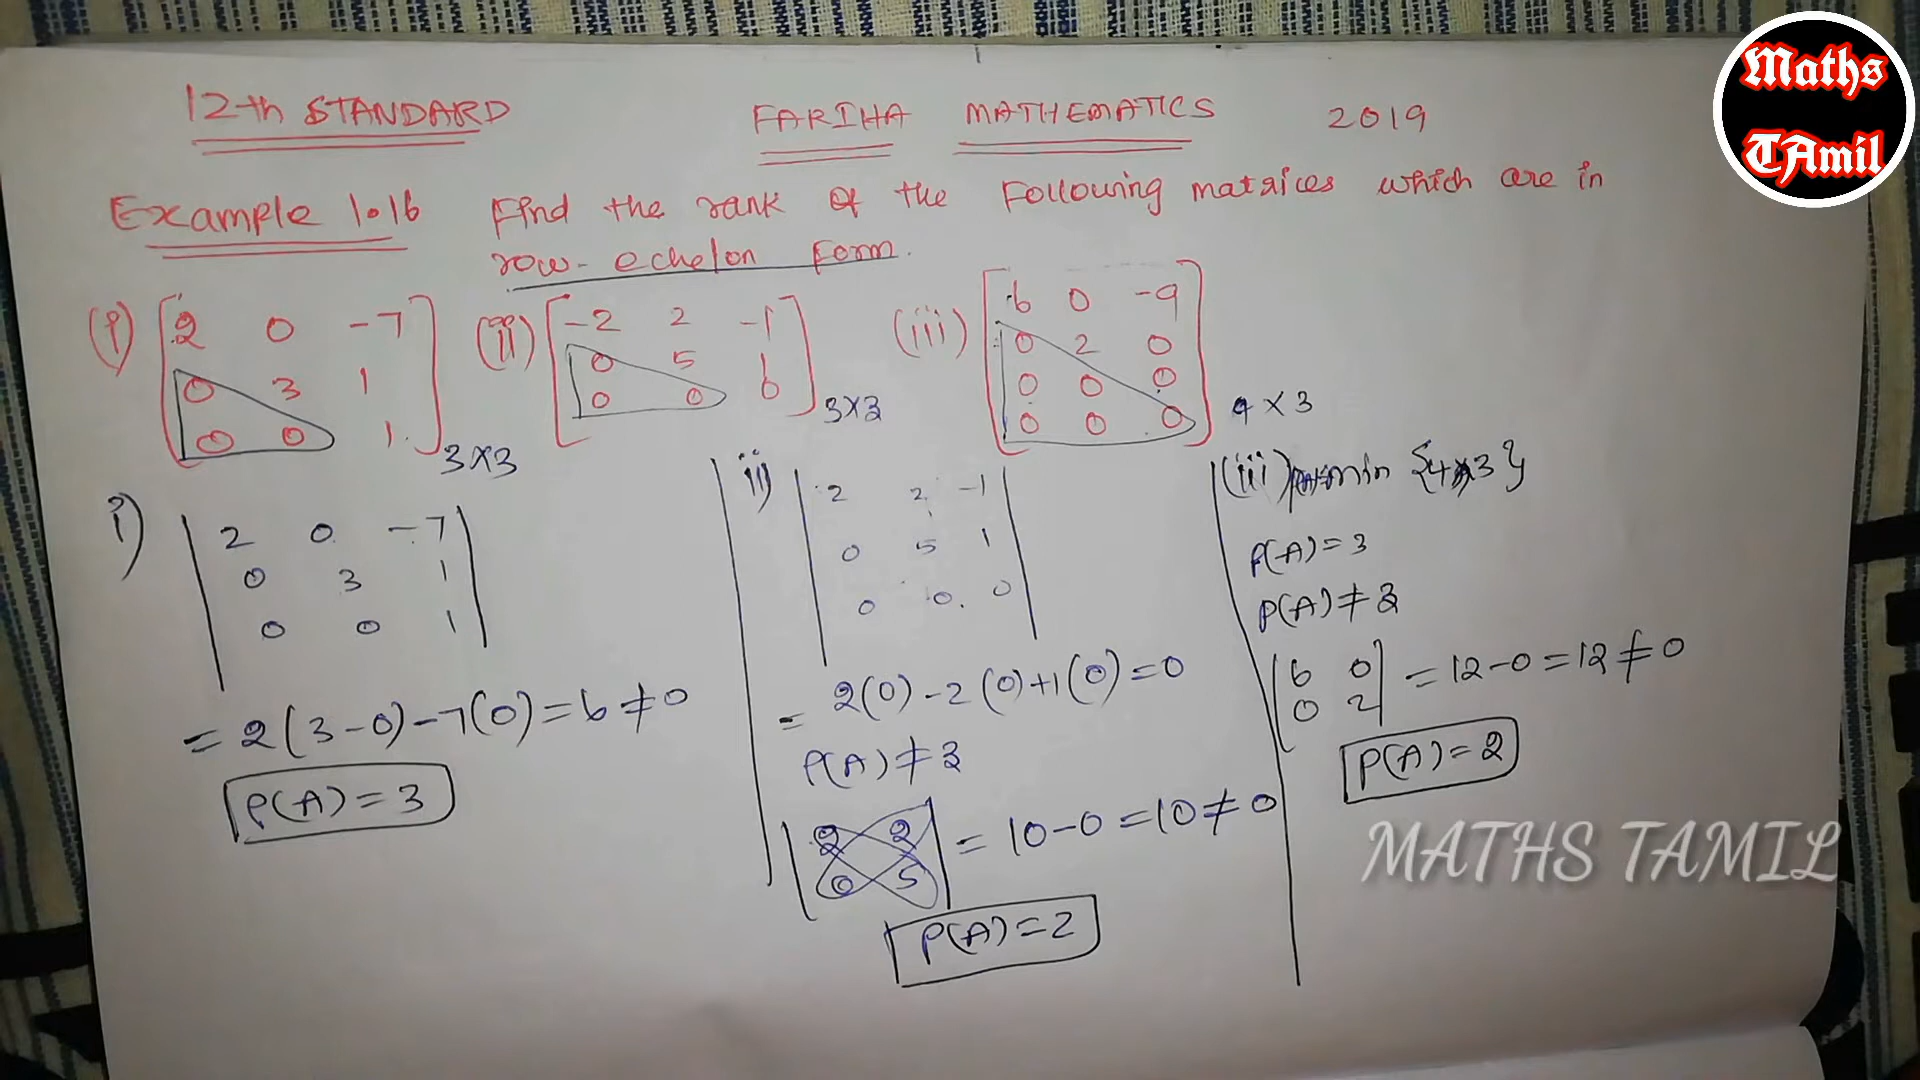 Maths
TAmil
12th STANDARD FARIHA MATHEMATICS 2019
Example 1.16 Find the rank of the Following matrices which are in
row-echelon Form.
(i) [2 0 -7
0 3 1
0 0 1] 3×3
(ii) [-2 2 -1
0 5 1
0 0 6] 3×3
(iii) [6 0 -9
0 2 0
0 0 0
0 0 0] 4×3
i) |2 0 -7
0 3 1
0 0 1|
= 2(3-0)-7(0)=6≠0
P(A)=3
ii) |2 2 -1
0 5 1
0 0 0|
= 2(0)-2(0)+1(0)=0
P(A)≠3
|2 2
0 5| = 10-0=10≠0
P(A)=2
(iii) min {4×3}
P(A)=3
P(A)≠3
|6 0
0 2| =12-0=12≠0
P(A)=2
MATHS TAMIL